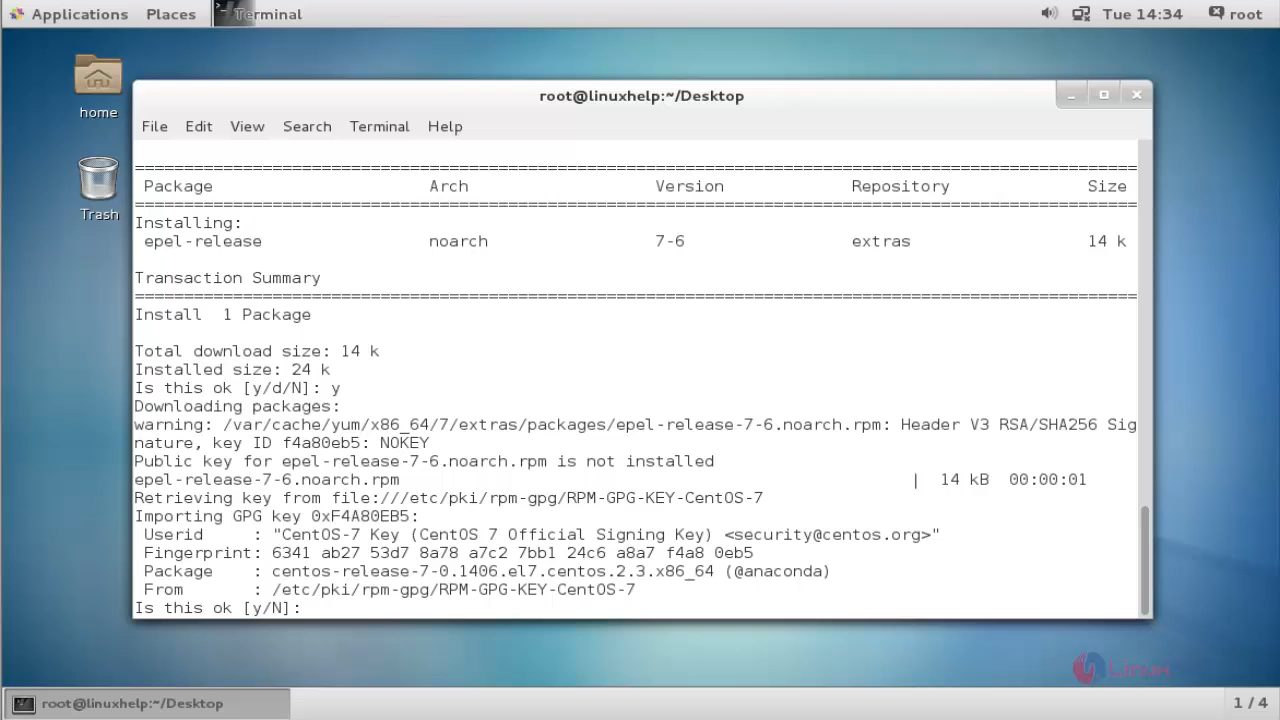 Applications Places Terminal Tue 14:34 root
home
Trash
root@linuxhelp:~/Desktop
File Edit View Search Terminal Help
================================================================================
Package Arch Version Repository Size
================================================================================
Installing:
epel-release noarch 7-6 extras 14 k
Transaction Summary
================================================================================
Install 1 Package
Total download size: 14 k
Installed size: 24 k
Is this ok [y/d/N]: y
Downloading packages:
warning: /var/cache/yum/x86_64/7/extras/packages/epel-release-7-6.noarch.rpm: Header V3 RSA/SHA256 Sig
nature, key ID f4a80eb5: NOKEY
Public key for epel-release-7-6.noarch.rpm is not installed
epel-release-7-6.noarch.rpm | 14 kB 00:00:01
Retrieving key from file:///etc/pki/rpm-gpg/RPM-GPG-KEY-CentOS-7
Importing GPG key 0xF4A80EB5:
Userid : "CentOS-7 Key (CentOS 7 Official Signing Key) <security@centos.org>"
Fingerprint: 6341 ab27 53d7 8a78 a7c2 7bb1 24c6 a8a7 f4a8 0eb5
Package : centos-release-7-0.1406.el7.centos.2.3.x86_64 (@anaconda)
From : /etc/pki/rpm-gpg/RPM-GPG-KEY-CentOS-7
Is this ok [y/N]:
Linux
root@linuxhelp:~/Desktop 1 / 4